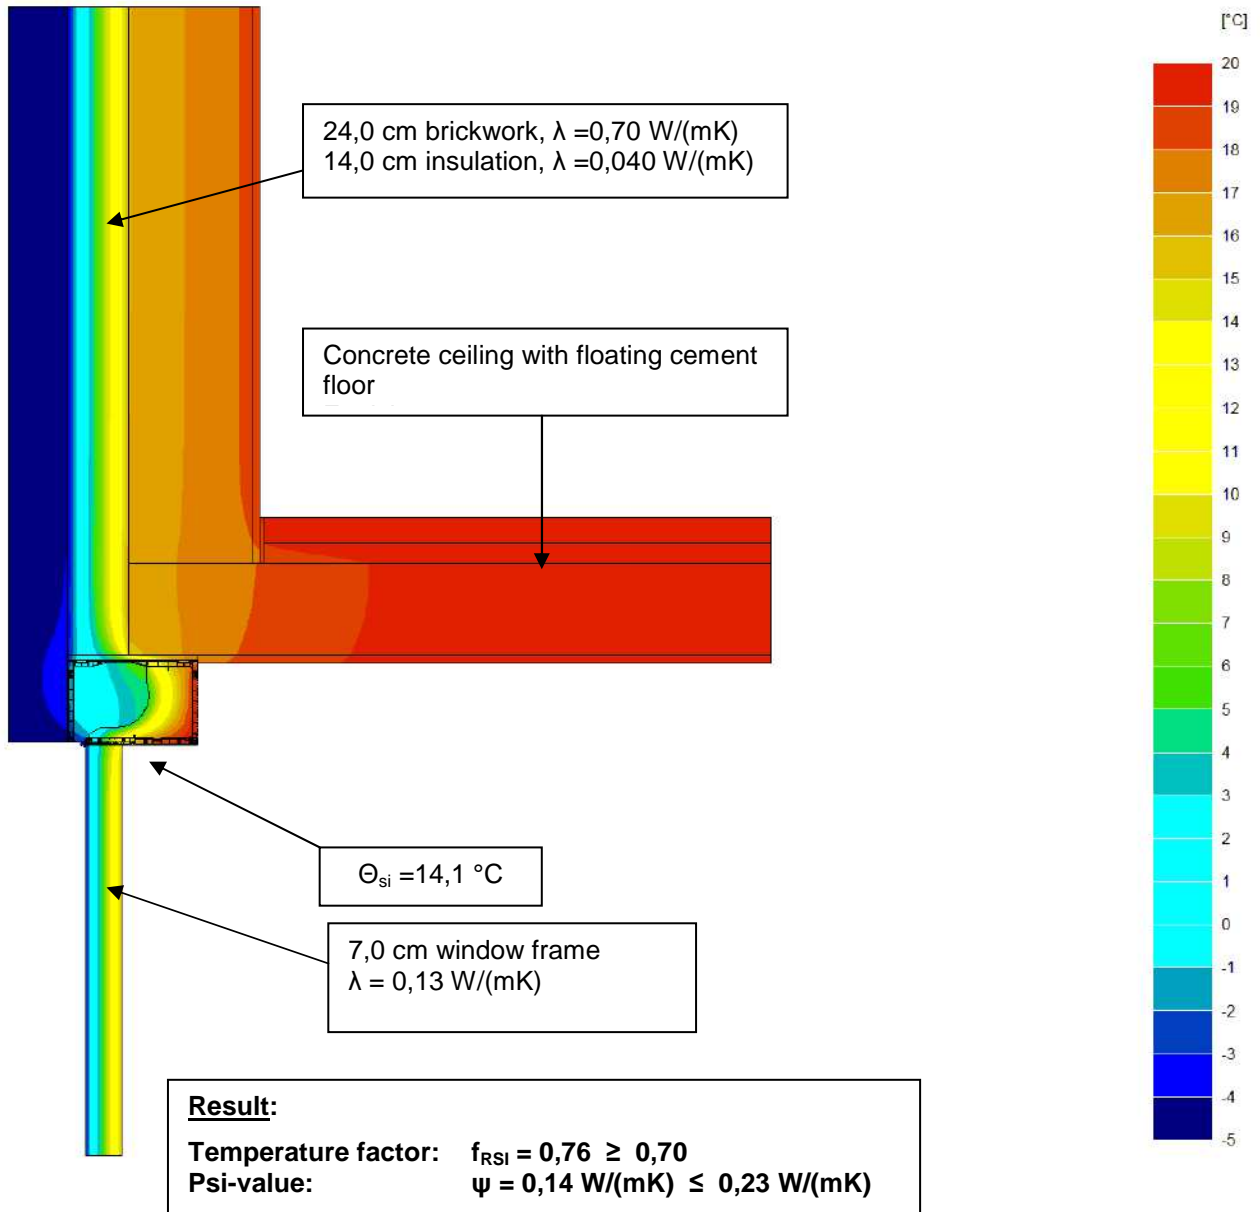 [°C]
20
19
18
17
16
15
14
13
12
11
10
9
8
7
6
5
4
3
2
1
0
-1
-2
-3
-4
-5
24,0 cm brickwork, λ =0,70 W/(mK)
14,0 cm insulation, λ =0,040 W/(mK)
Concrete ceiling with floating cement
floor
Θsi =14,1 °C
7,0 cm window frame
λ = 0,13 W/(mK)
Result:
Temperature factor: fRSI = 0,76 ≥ 0,70
Psi-value: ψ = 0,14 W/(mK) ≤ 0,23 W/(mK)